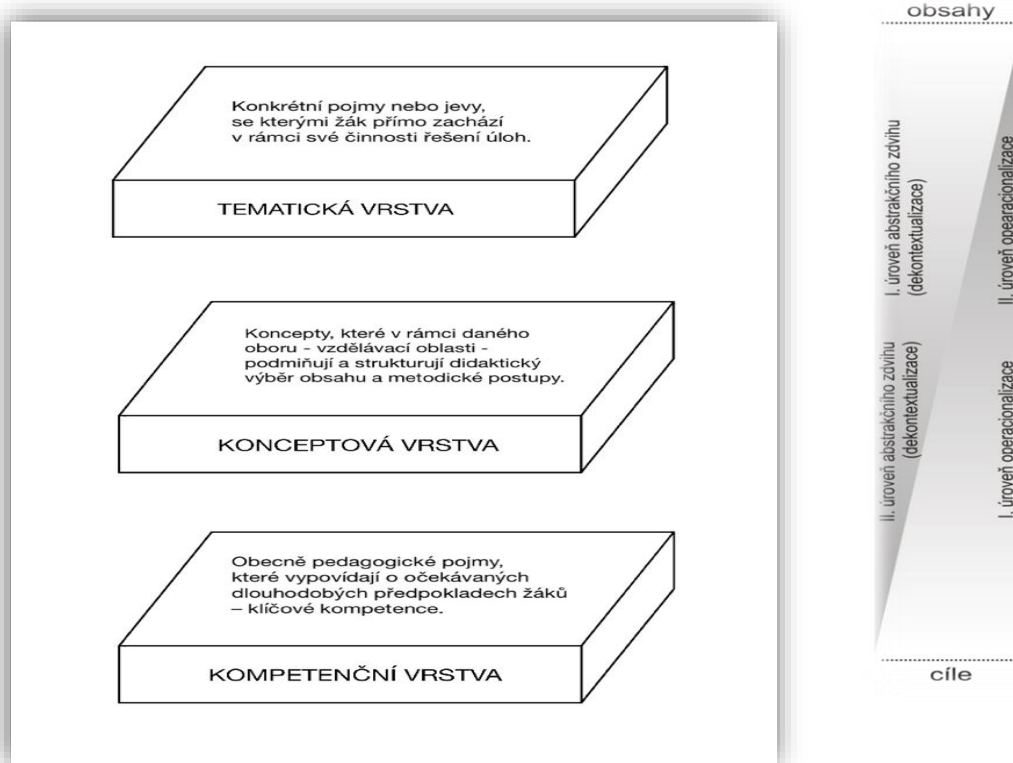 Konkrétní pojmy nebo jevy,
se kterými žák přímo zachází
v rámci své činnosti řešení úloh.
TEMATICKÁ VRSTVA
Koncepty, které v rámci daného
oboru - vzdělávací oblasti -
podmiňují a strukturují didaktický
výběr obsahu a metodické postupy.
KONCEPTOVÁ VRSTVA
Obecně pedagogické pojmy,
které vypovídají o očekávaných
dlouhodobých předpokladech žáků
– klíčové kompetence.
KOMPETENČNÍ VRSTVA
obsahy
I. úroveň abstrakčního zdvihu
(dekontextualizace)
II. úroveň abstrakčního zdvihu
(dekontextualizace)
II. úroveň opearacionalizace
I. úroveň operacionalizace
cíle